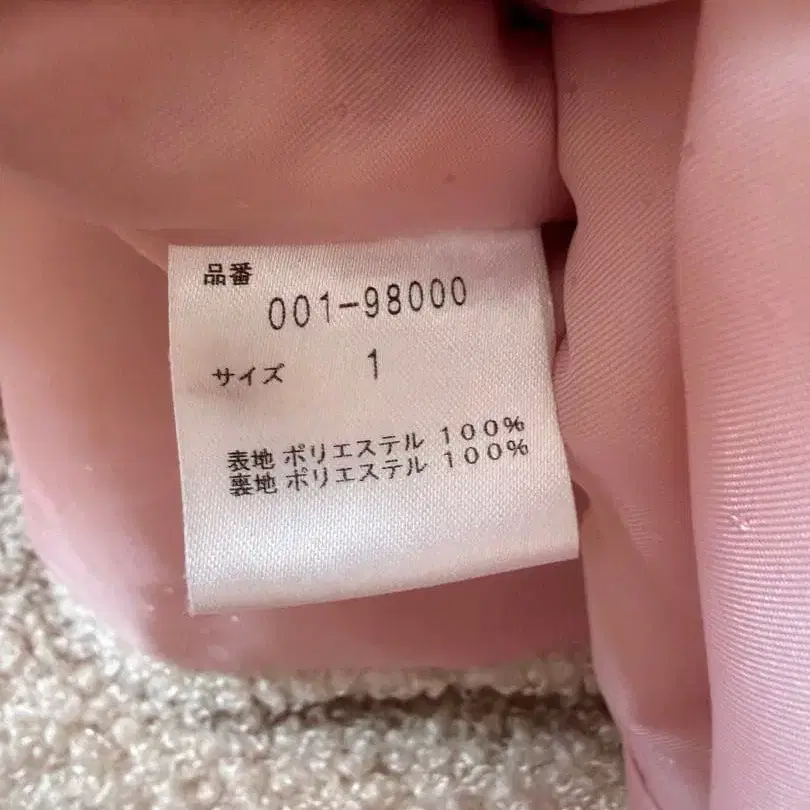 品番
001-98000
サイズ 1
表地 ポリエステル 100%
裏地 ポリエステル 100%